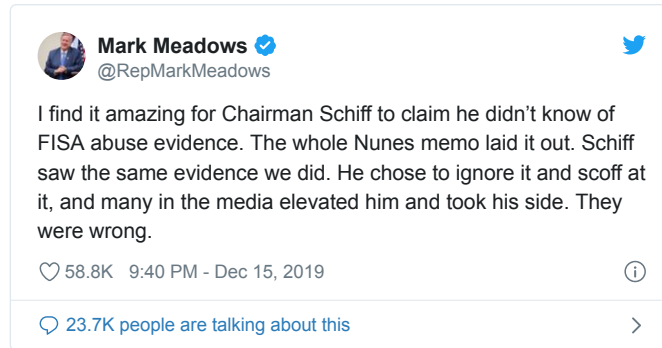 Mark Meadows
@RepMarkMeadows
I find it amazing for Chairman Schiff to claim he didn’t know of
FISA abuse evidence. The whole Nunes memo laid it out. Schiff
saw the same evidence we did. He chose to ignore it and scoff at
it, and many in the media elevated him and took his side. They
were wrong.
58.8K 9:40 PM - Dec 15, 2019
23.7K people are talking about this